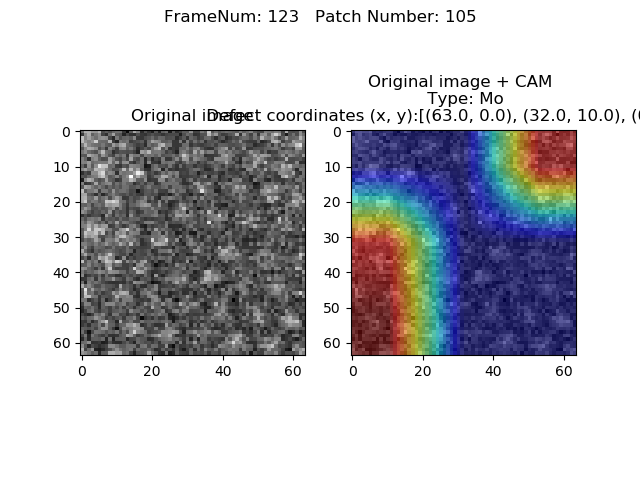 FrameNum: 123   Patch Number: 105
Original image + CAM
Type: Mo
Original image
Defect coordinates (x, y):[(63.0, 0.0), (32.0, 10.0), (
0
10
20
30
40
50
60
0 20 40 60
0
10
20
30
40
50
60
0 20 40 60